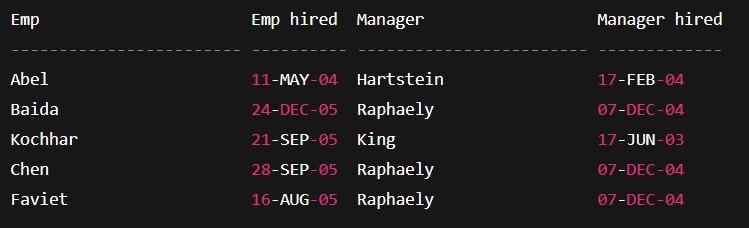 Emp Emp hired Manager Manager hired
------------------------ ---------- ------------------------ -------------
Abel 11-MAY-04 Hartstein 17-FEB-04
Baida 24-DEC-05 Raphaely 07-DEC-04
Kochhar 21-SEP-05 King 17-JUN-03
Chen 28-SEP-05 Raphaely 07-DEC-04
Faviet 16-AUG-05 Raphaely 07-DEC-04